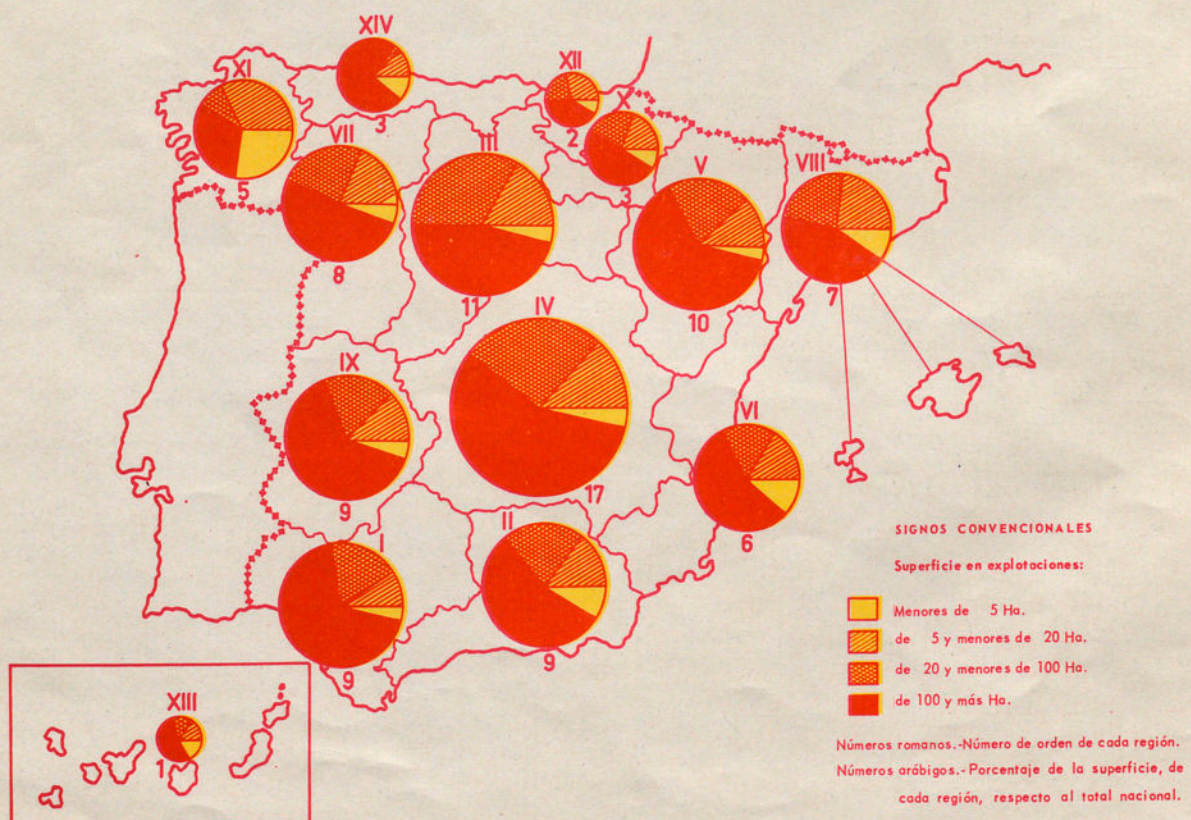 XIV
XI
XII
X
3
VII
2
III
V
VIII
5
3
8
11
10
7
IV
IX
VI
9
17
II
6
I
9
9
SIGNOS CONVENCIONALES
Superficie en explotaciones:
Menores de 5 Ha.
de 5 y menores de 20 Ha.
de 20 y menores de 100 Ha.
de 100 y más Ha.
XIII
1
Números romanos.-Número de orden de cada región.
Números arábigos.-Porcentaje de la superficie, de
cada región, respecto al total nacional.